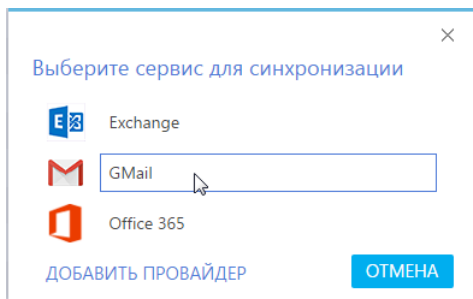 Выберите сервис для синхронизации
Exchange
GMail
Office 365
ДОБАВИТЬ ПРОВАЙДЕР ОТМЕНА